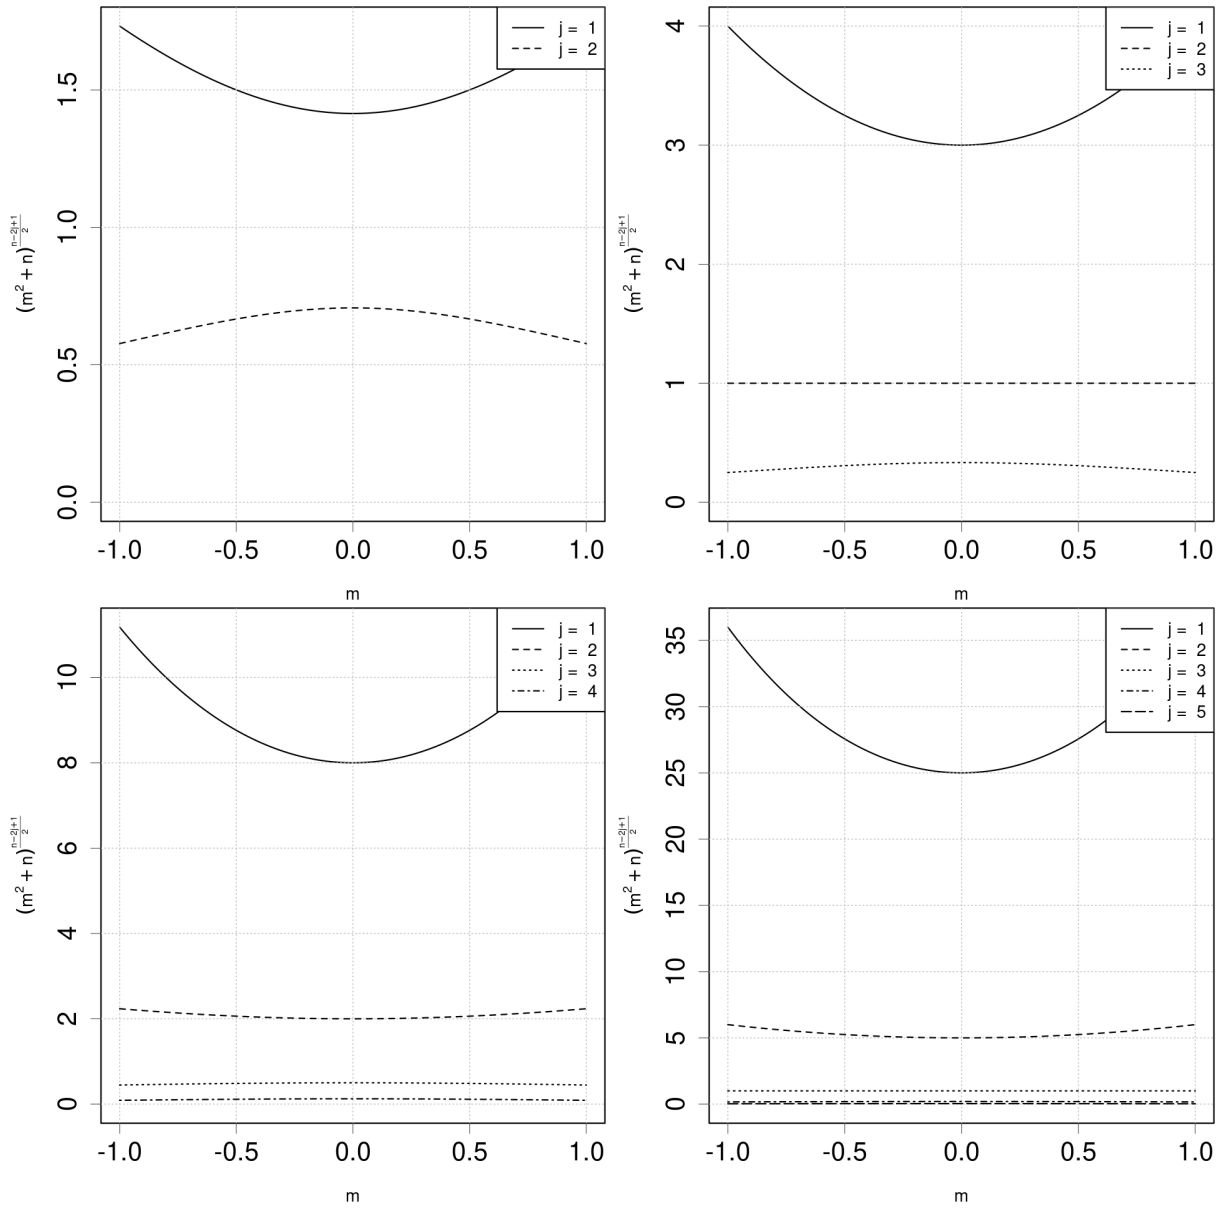 j = 1
j = 2
0.0 0.5 1.0 1.5
(m² + n)^((n−2j+1)/2)
-1.0 -0.5 0.0 0.5 1.0
m
j = 1
j = 2
j = 3
0 1 2 3 4
(m² + n)^((n−2j+1)/2)
-1.0 -0.5 0.0 0.5 1.0
m
j = 1
j = 2
j = 3
j = 4
0 2 4 6 8 10
(m² + n)^((n−2j+1)/2)
-1.0 -0.5 0.0 0.5 1.0
m
j = 1
j = 2
j = 3
j = 4
j = 5
0 5 10 15 20 25 30 35
(m² + n)^((n−2j+1)/2)
-1.0 -0.5 0.0 0.5 1.0
m